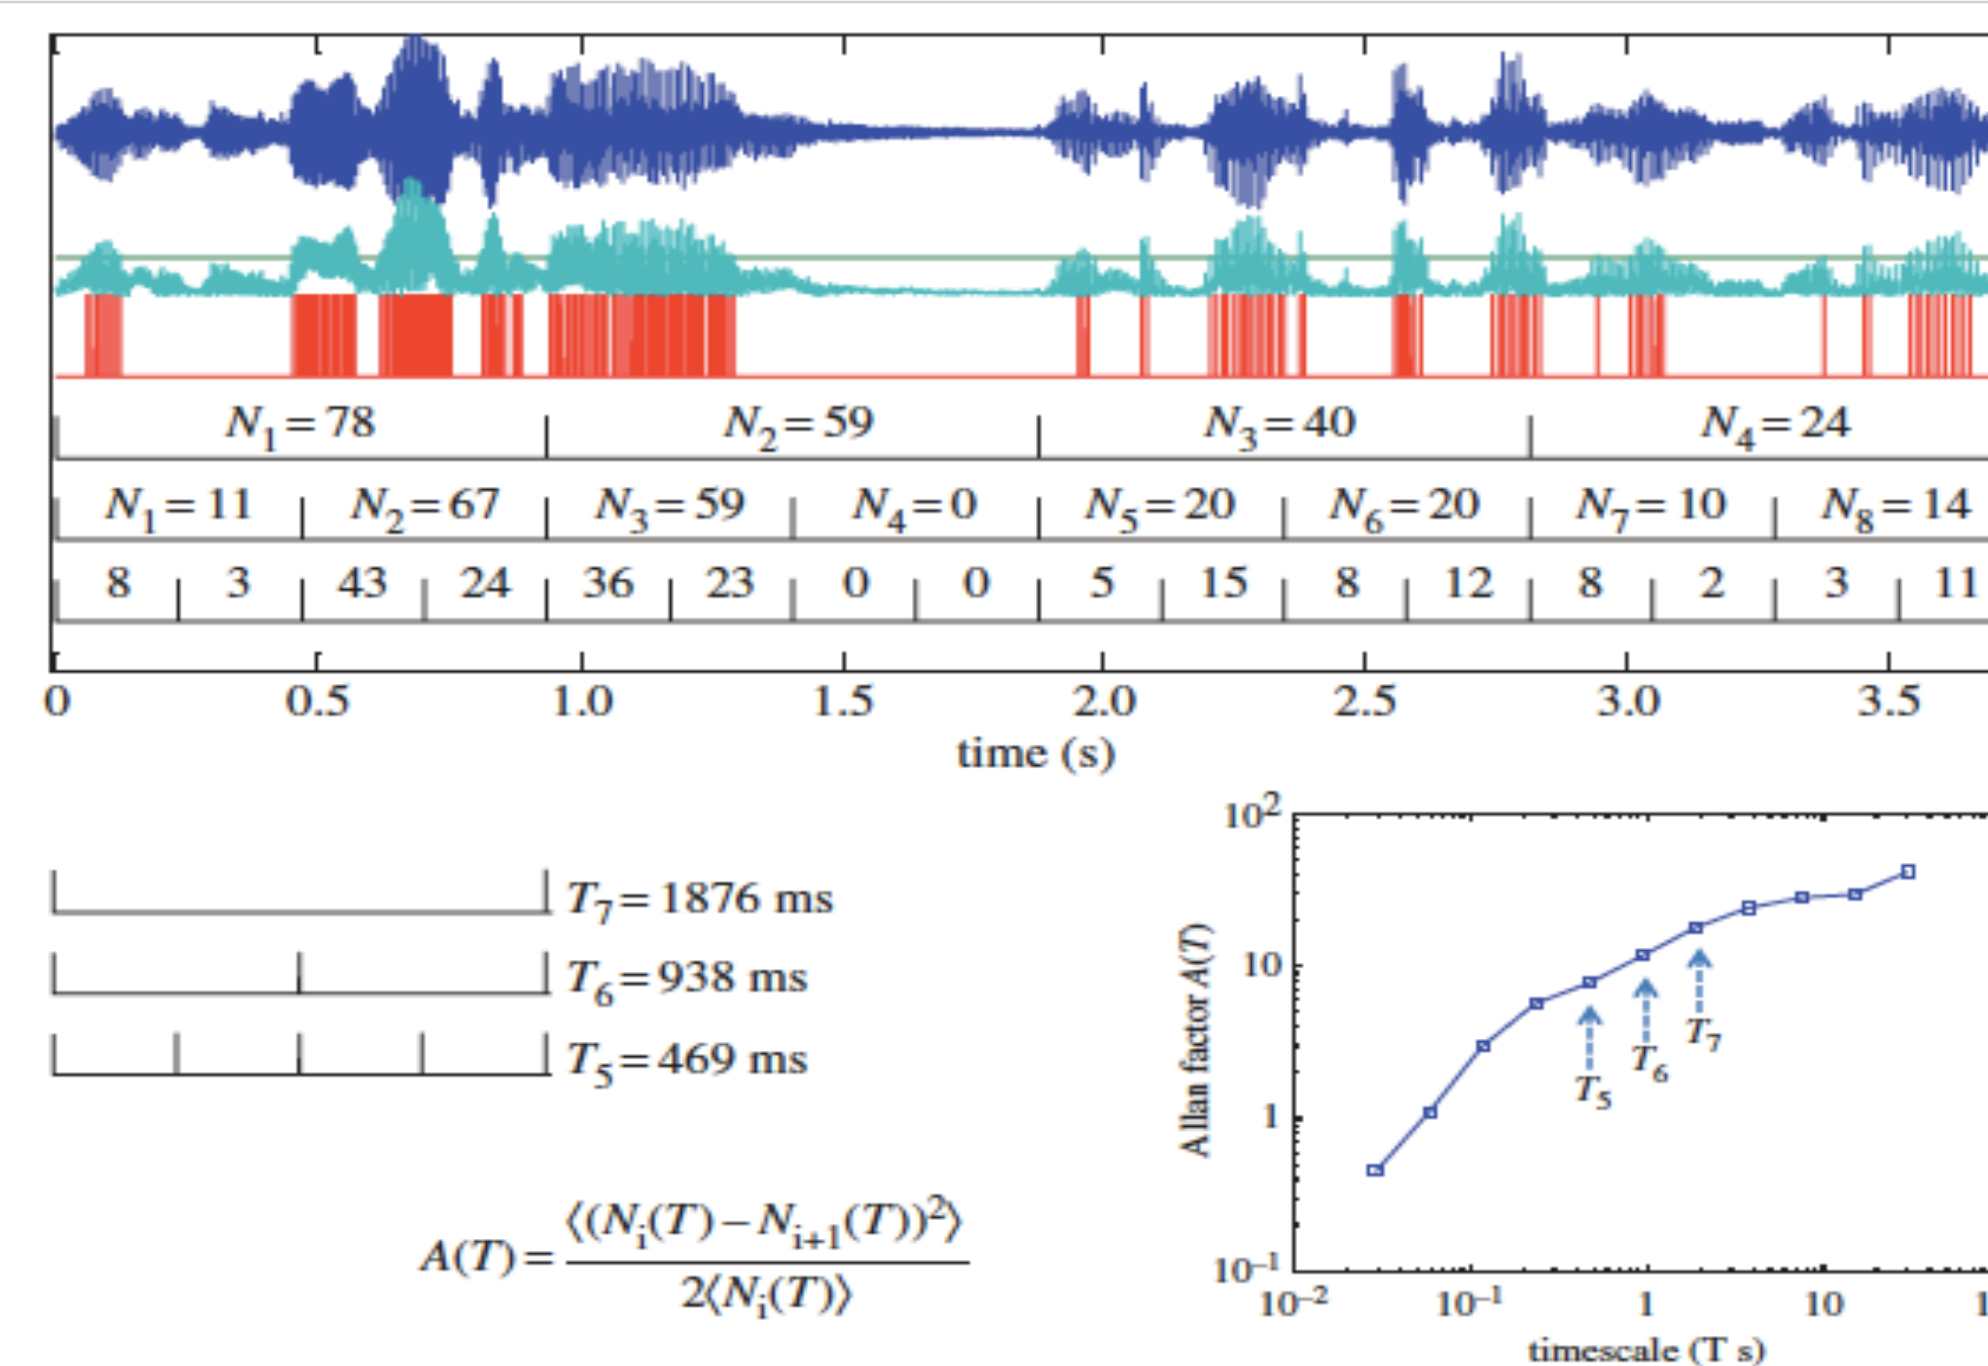 N₁=78 N₂=59 N₃=40 N₄=24
N₁=11 N₂=67 N₃=59 N₄=0 N₅=20 N₆=20 N₇=10 N₈=14
8 3 43 24 36 23 0 0 5 15 8 12 8 2 3 11
0 0.5 1.0 1.5 2.0 2.5 3.0 3.5
time (s)
T₇=1876 ms
T₆=938 ms
T₅=469 ms
A(T)=⟨(Nᵢ(T)−Nᵢ₊₁(T))²⟩
2⟨Nᵢ(T)⟩
10²
10
1
10⁻¹
Allan factor A(T)
T₅ T₆ T₇
10⁻² 10⁻¹ 1 10
timescale (T s)